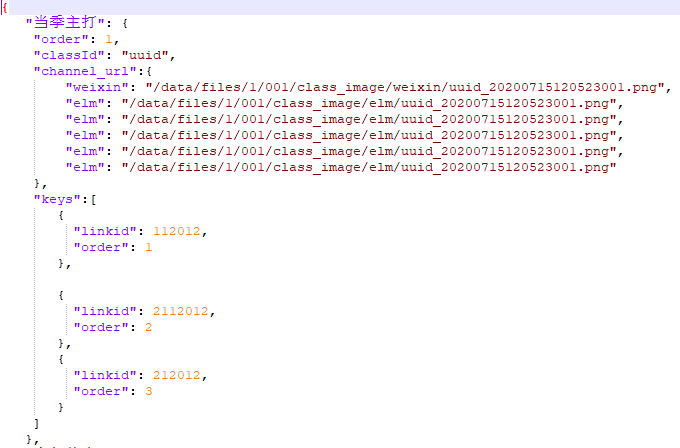 {
"当季主打": {
"order": 1,
"classId": "uuid",
"channel_url":{
"weixin": "/data/files/1/001/class_image/weixin/uuid_20200715120523001.png",
"elm": "/data/files/1/001/class_image/elm/uuid_20200715120523001.png",
"elm": "/data/files/1/001/class_image/elm/uuid_20200715120523001.png",
"elm": "/data/files/1/001/class_image/elm/uuid_20200715120523001.png",
"elm": "/data/files/1/001/class_image/elm/uuid_20200715120523001.png",
"elm": "/data/files/1/001/class_image/elm/uuid_20200715120523001.png"
},
"keys":[
{
"linkid": 112012,
"order": 1
},
{
"linkid": 2112012,
"order": 2
},
{
"linkid": 212012,
"order": 3
}
]
},